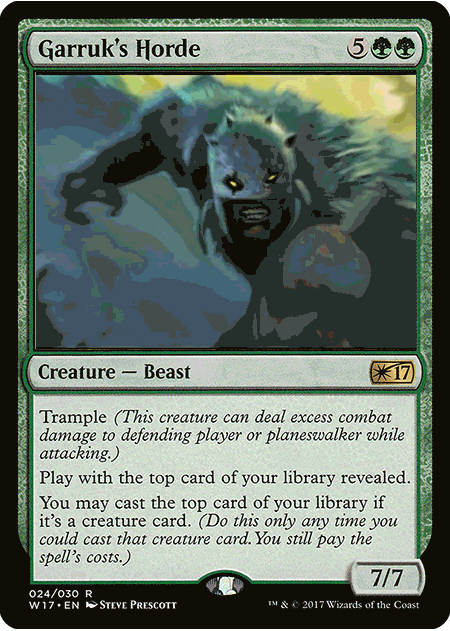 Garruk's Horde 5
Creature — Beast 17
Trample (This creature can deal excess combat
damage to defending player or planeswalker while
attacking.)
Play with the top card of your library revealed.
You may cast the top card of your library if
it's a creature card. (Do this only any time you
could cast that creature card. You still pay the
spell's costs.)
7/7
024/030 R
W17 • EN Steve Prescott ™ & © 2017 Wizards of the Coast